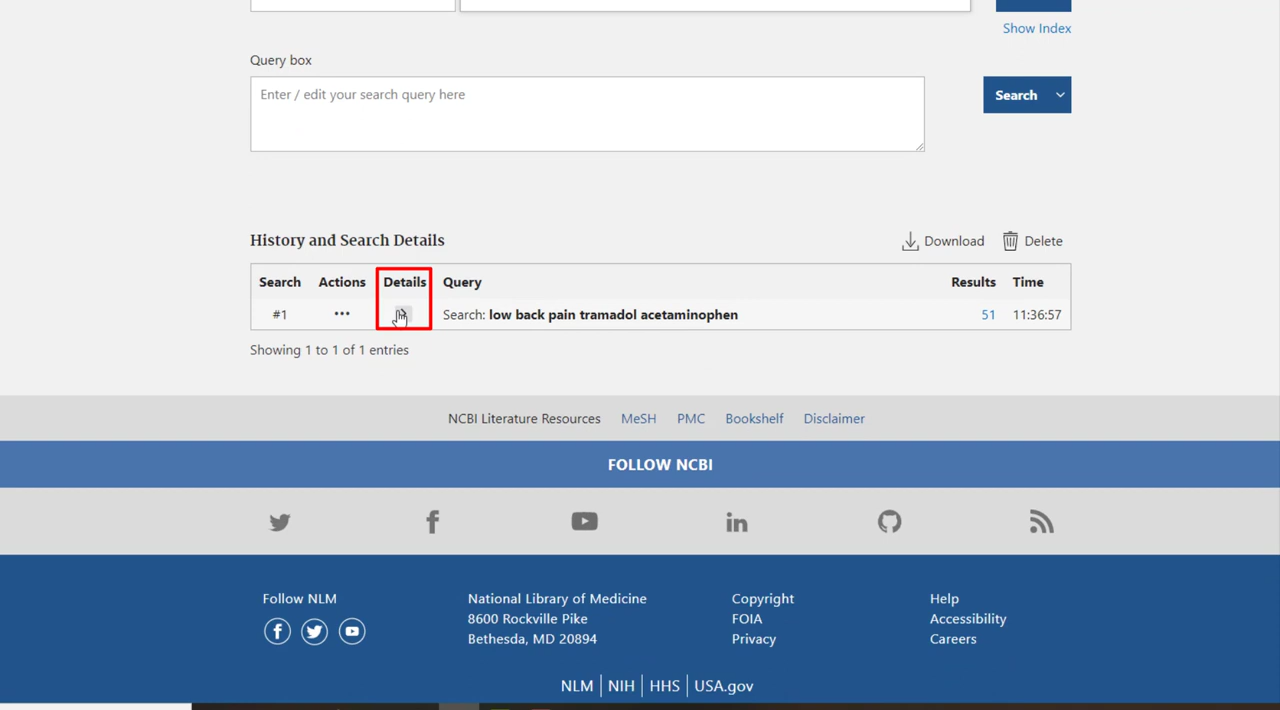 Show Index
Query box
Enter / edit your search query here
Search
History and Search Details
Download Delete
Search Actions Details Query Results Time
#1 ••• Search: low back pain tramadol acetaminophen 51 11:36:57
Showing 1 to 1 of 1 entries
NCBI Literature Resources MeSH PMC Bookshelf Disclaimer
FOLLOW NCBI
Follow NLM
National Library of Medicine
8600 Rockville Pike
Bethesda, MD 20894
Copyright
FOIA
Privacy
Help
Accessibility
Careers
NLM | NIH | HHS | USA.gov